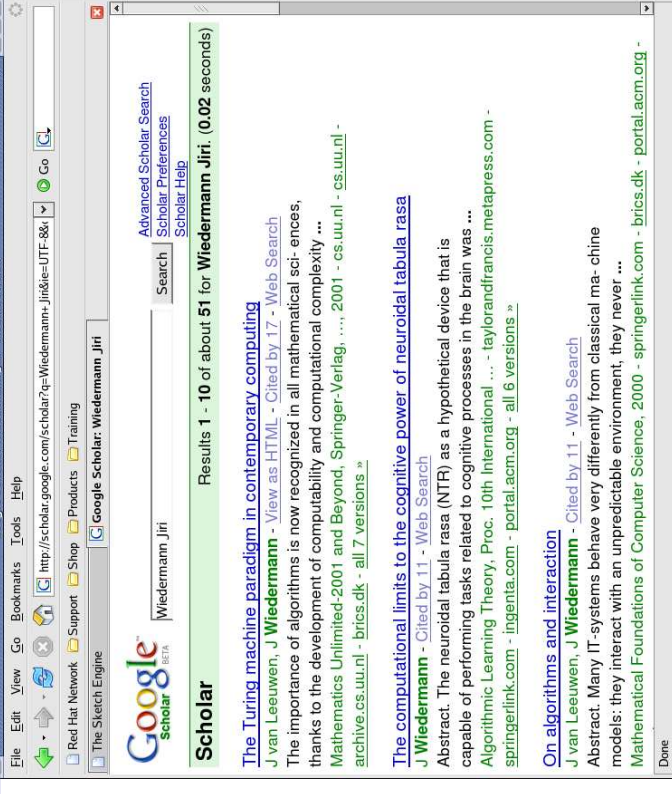 File Edit View Go Bookmarks Tools Help
http://scholar.google.com/scholar?q=Wiedermann+Jiri&ie=UTF-8& Go G
Red Hat Network Support Shop Products Training
The Sketch Engine Google Scholar: Wiedermann Jiri
Google Scholar BETA
Wiedermann Jiri Search
Advanced Scholar Search
Scholar Preferences
Scholar Help
Scholar Results 1 - 10 of about 51 for Wiedermann Jiri. (0.02 seconds)
The Turing machine paradigm in contemporary computing
J van Leeuwen, J Wiedermann - View as HTML - Cited by 17 - Web Search
The importance of algorithms is now recognized in all mathematical sci- ences,
thanks to the development of computability and computational complexity ...
Mathematics Unlimited-2001 and Beyond, Springer-Verlag, …, 2001 - cs.uu.nl - cs.uu.nl -
archive.cs.uu.nl - brics.dk - all 7 versions »
The computational limits to the cognitive power of neuroidal tabula rasa
J Wiedermann - Cited by 11 - Web Search
Abstract. The neuroidal tabula rasa (NTR) as a hypothetical device that is
capable of performing tasks related to cognitive processes in the brain was ...
Algorithmic Learning Theory, Proc. 10th International … - taylorandfrancis.metapress.com -
springerlink.com - ingenta.com - portal.acm.org - all 6 versions »
On algorithms and interaction
J van Leeuwen, J Wiedermann - Cited by 11 - Web Search
Abstract. Many IT-systems behave very differently from classical ma- chine
models: they interact with an unpredictable environment, they never ...
Mathematical Foundations of Computer Science, 2000 - springerlink.com - brics.dk - portal.acm.org -
Done